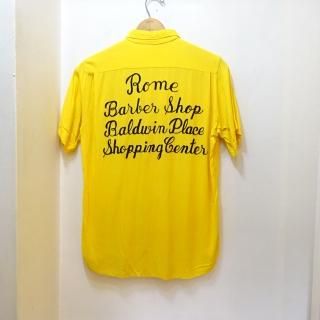 Rome
Barber Shop
Baldwin Place
Shopping Center